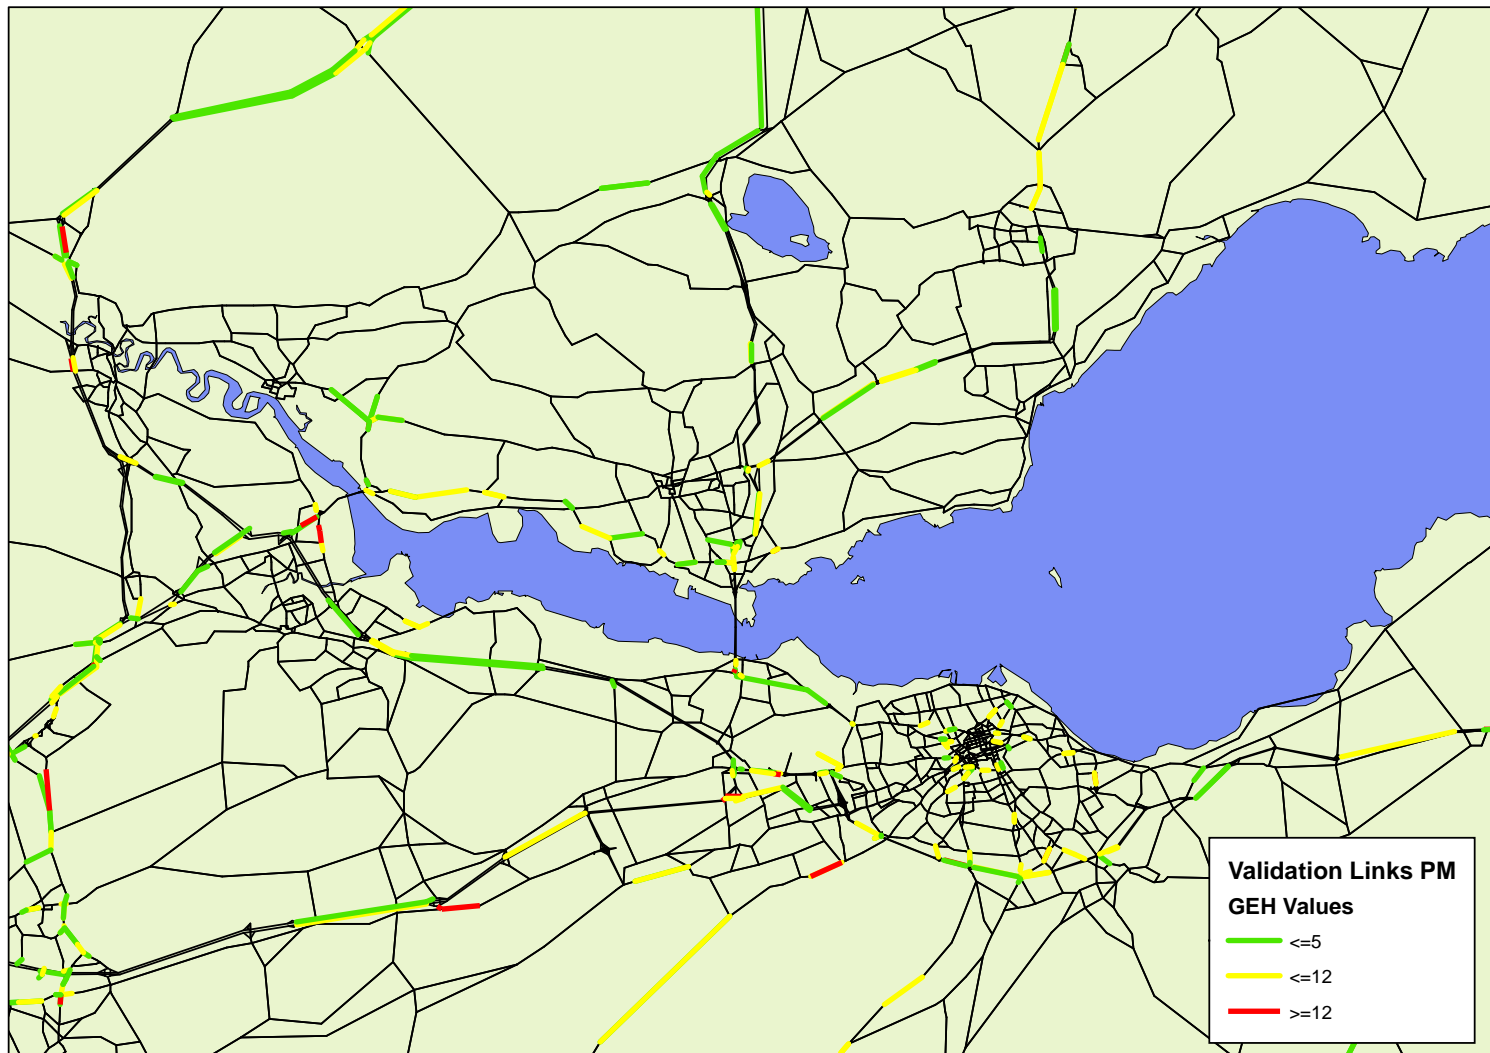 Validation Links PM
GEH Values
<=5
<=12
>=12